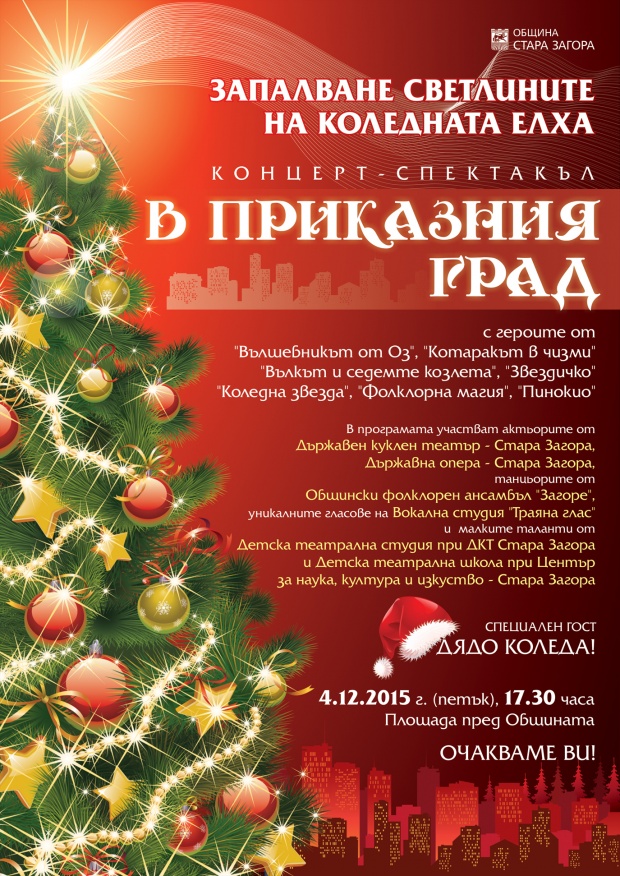 ОБЩИНА
СТАРА ЗАГОРА
ЗАПАЛВАНЕ СВЕТЛИНИТЕ
НА КОЛЕДНАТА ЕЛХА
КОНЦЕРТ-СПЕКТАКЪЛ
В ПРИКАЗНИЯ
ГРАД
с героите от
"Вълшебникът от Оз", "Котаракът в чизми"
"Вълкът и седемте козлета", "Звездичко"
"Коледна звезда", "Фолклорна магия", "Пинокио"
В програмата участват актьорите от
Държавен куклен театър - Стара Загора,
Държавна опера - Стара Загора,
танцьорите от
Общински фолклорен ансамбъл "Загоре",
уникалните гласове на Вокална студия "Траяна глас"
и малките таланти от
Детска театрална студия при ДКТ Стара Загора
и Детска театрална школа при Център
за наука, култура и изкуство - Стара Загора
СПЕЦИАЛЕН ГОСТ
ДЯДО КОЛЕДА!
4.12.2015 г. (петък), 17.30 часа
Площада пред Общината
ОЧАКВАМЕ ВИ!